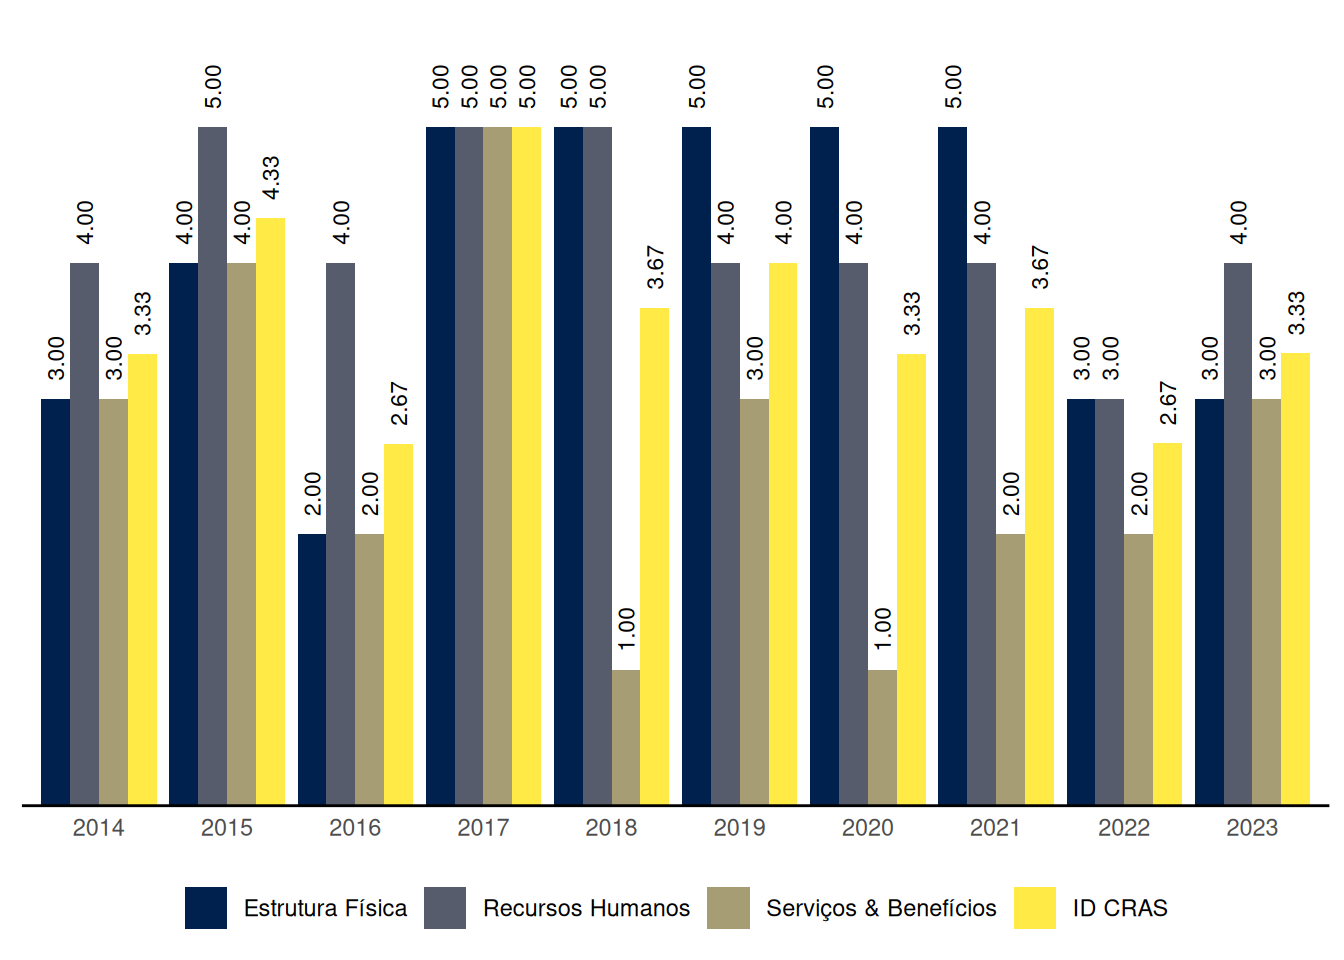 3.00 4.00 3.00 3.33
4.00 5.00 4.00 4.33
2.00 4.00 2.00 2.67
5.00 5.00 5.00 5.00
5.00 5.00 1.00 3.67
5.00 4.00 3.00 4.00
5.00 4.00 1.00 3.33
5.00 4.00 2.00 3.67
3.00 3.00 2.00 2.67
3.00 4.00 3.00 3.33
2014 2015 2016 2017 2018 2019 2020 2021 2022 2023
Estrutura Física Recursos Humanos Serviços & Benefícios ID CRAS